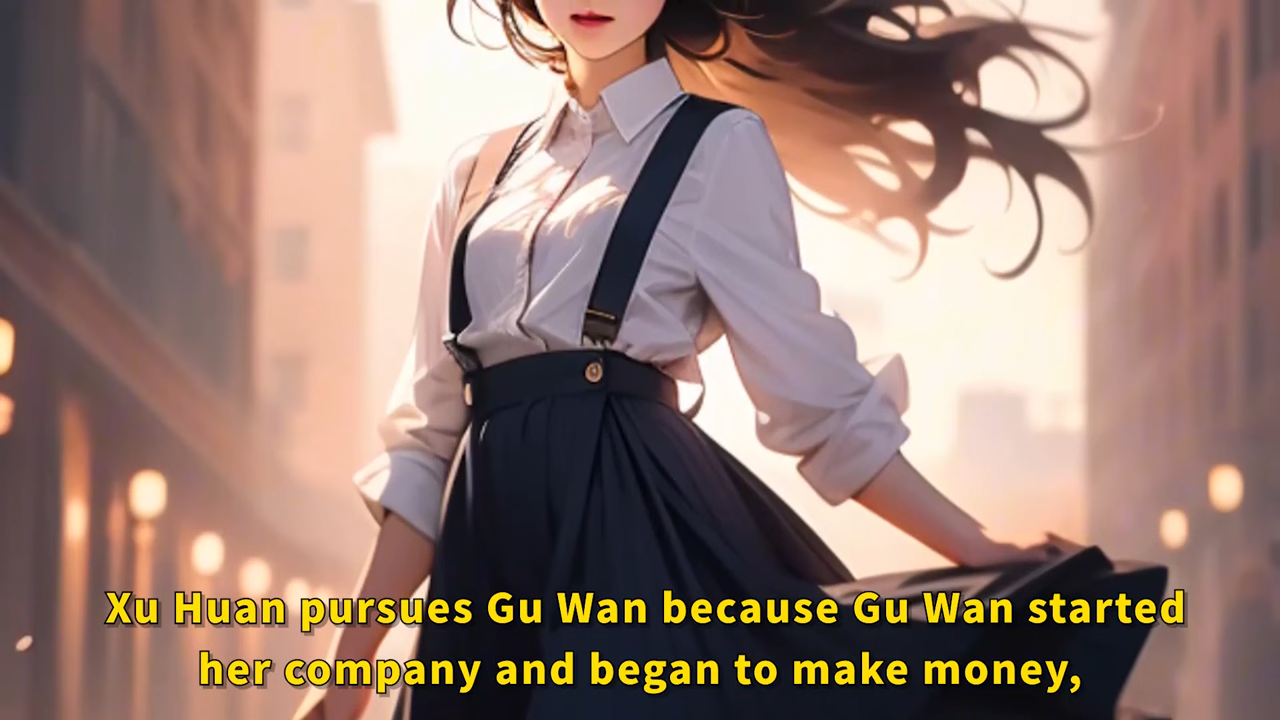 Xu Huan pursues Gu Wan because Gu Wan started
her company and began to make money,